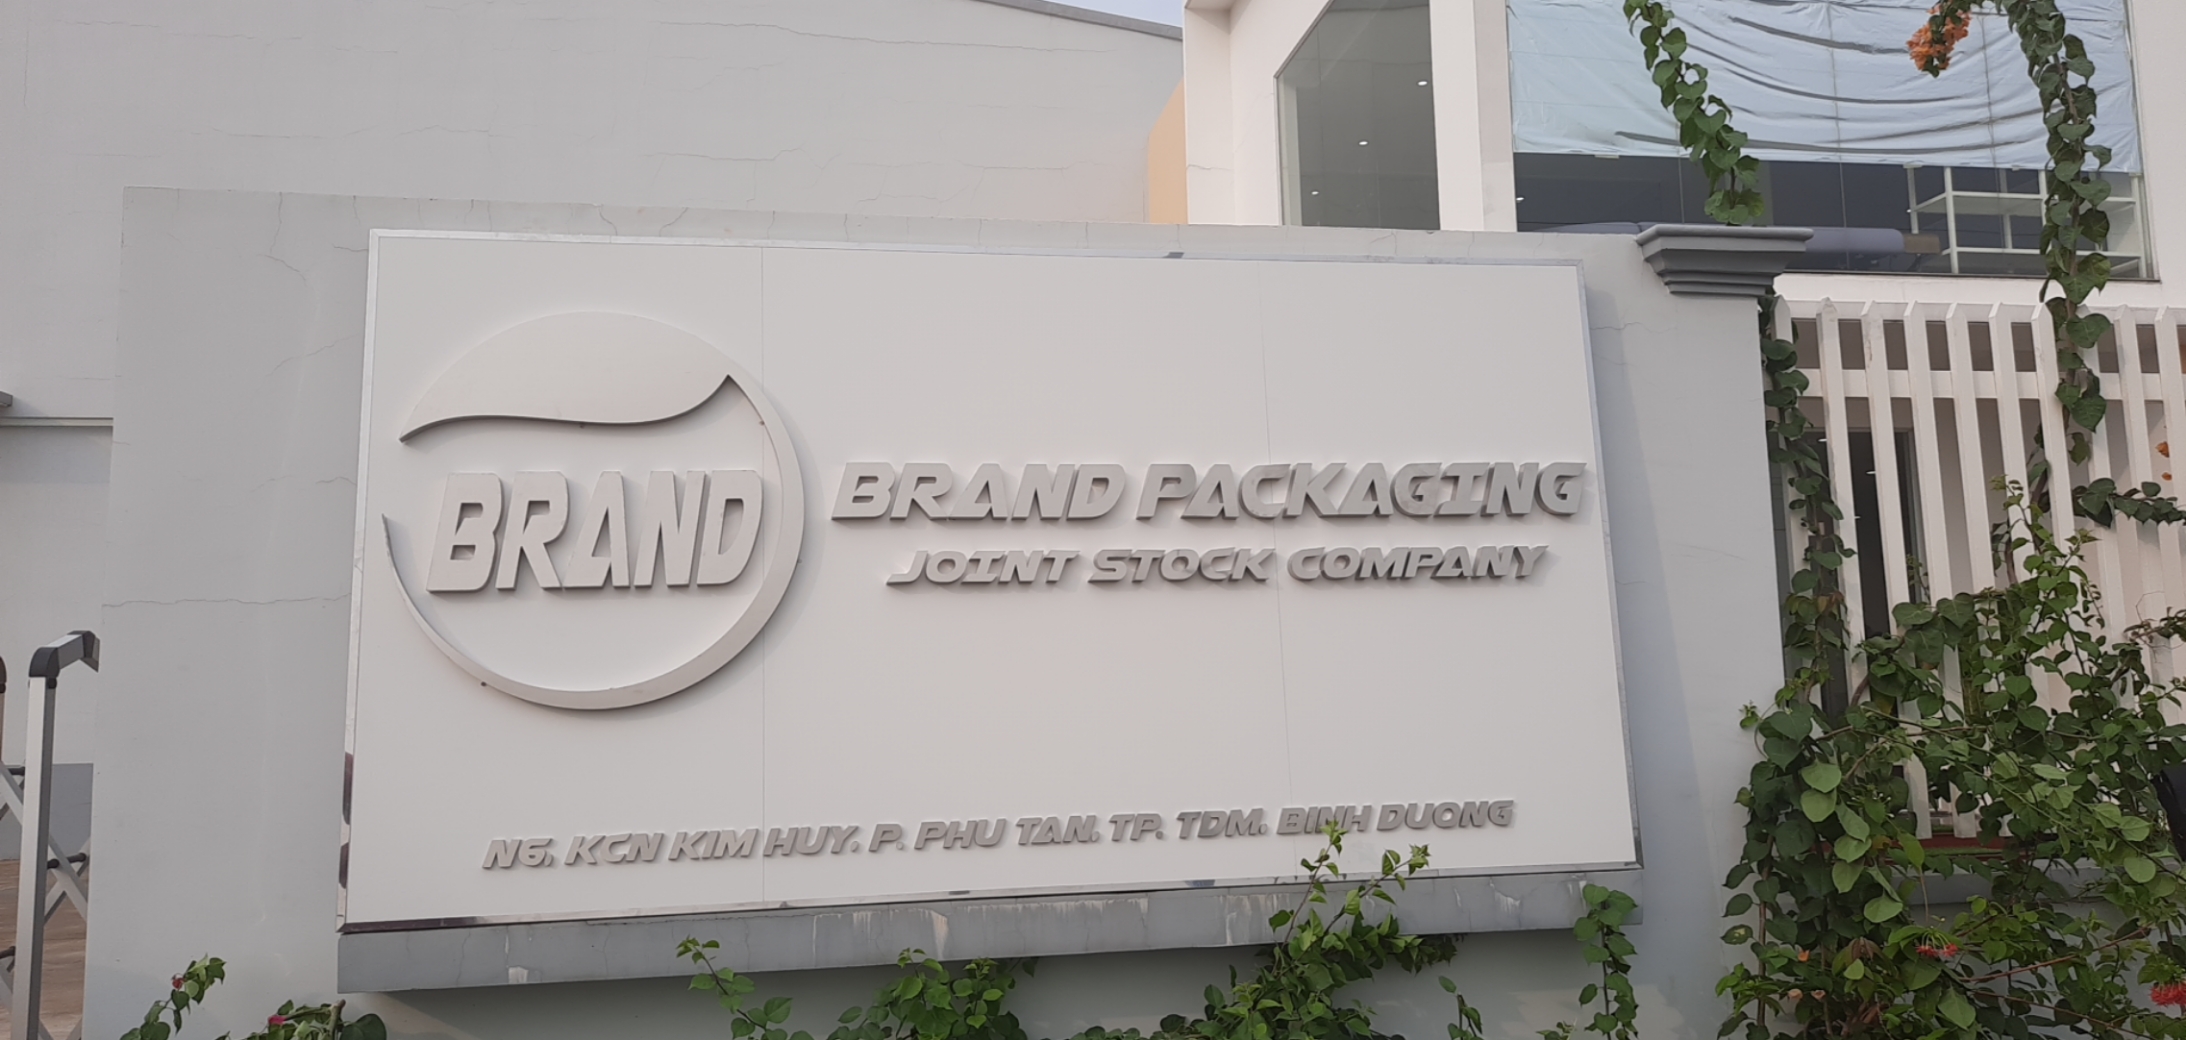 BRAND
BRAND PACKAGING
JOINT STOCK COMPANY
N6, KCN KIM HUY, P. PHU TAN, TP. TDM, BINH DUONG